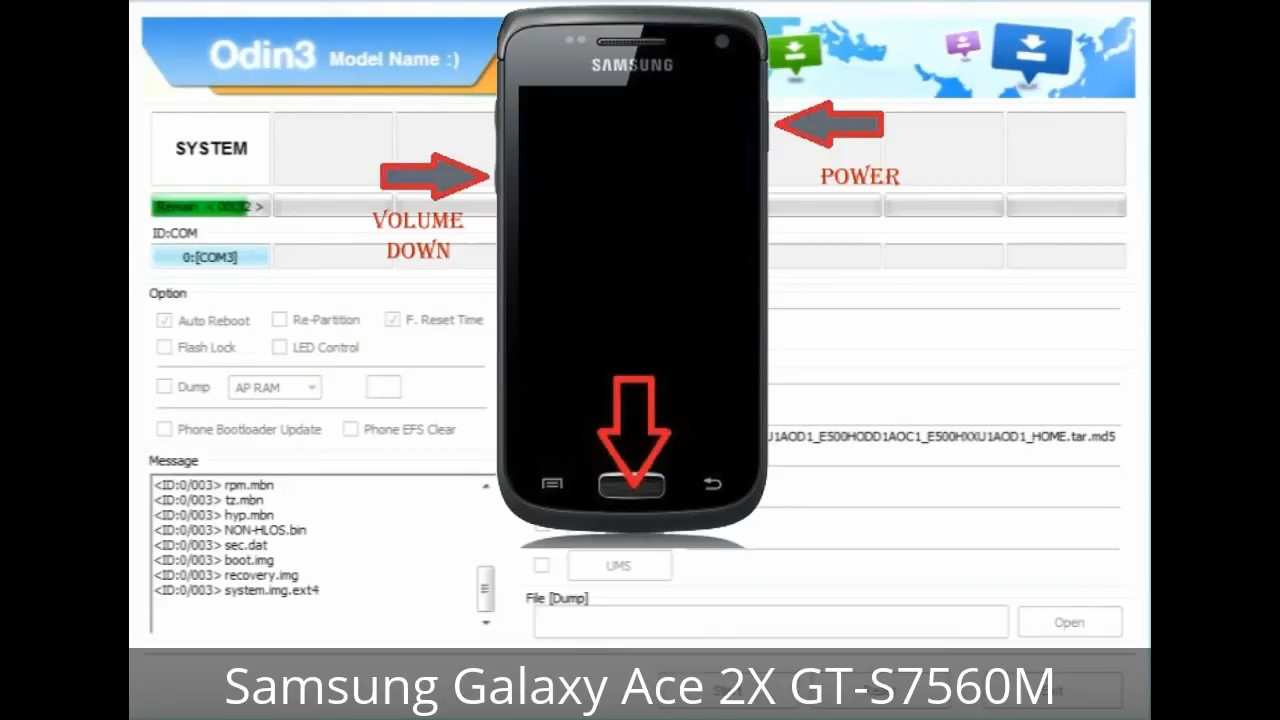 Odin3 Model Name :)
SAMSUNG
SYSTEM
POWER
VOLUME
DOWN
ID:COM
0:[COM3]
Option
Auto Reboot
Re-Partition
F. Reset Time
Flash Lock
LED Control
Dump
AP RAM
Phone Bootloader Update
Phone EFS Clear
U1AOD1_E500HODD1AOC1_E500HXXU1AOD1_HOME.tar.md5
Message
<ID:0/003> rpm.mbn
<ID:0/003> tz.mbn
<ID:0/003> hyp.mbn
<ID:0/003> NON-HLOS.bin
<ID:0/003> sec.dat
<ID:0/003> boot.img
<ID:0/003> recovery.img
<ID:0/003> system.img.ext4
UMS
File [Dump]
Open
Samsung Galaxy Ace 2X GT-S7560M